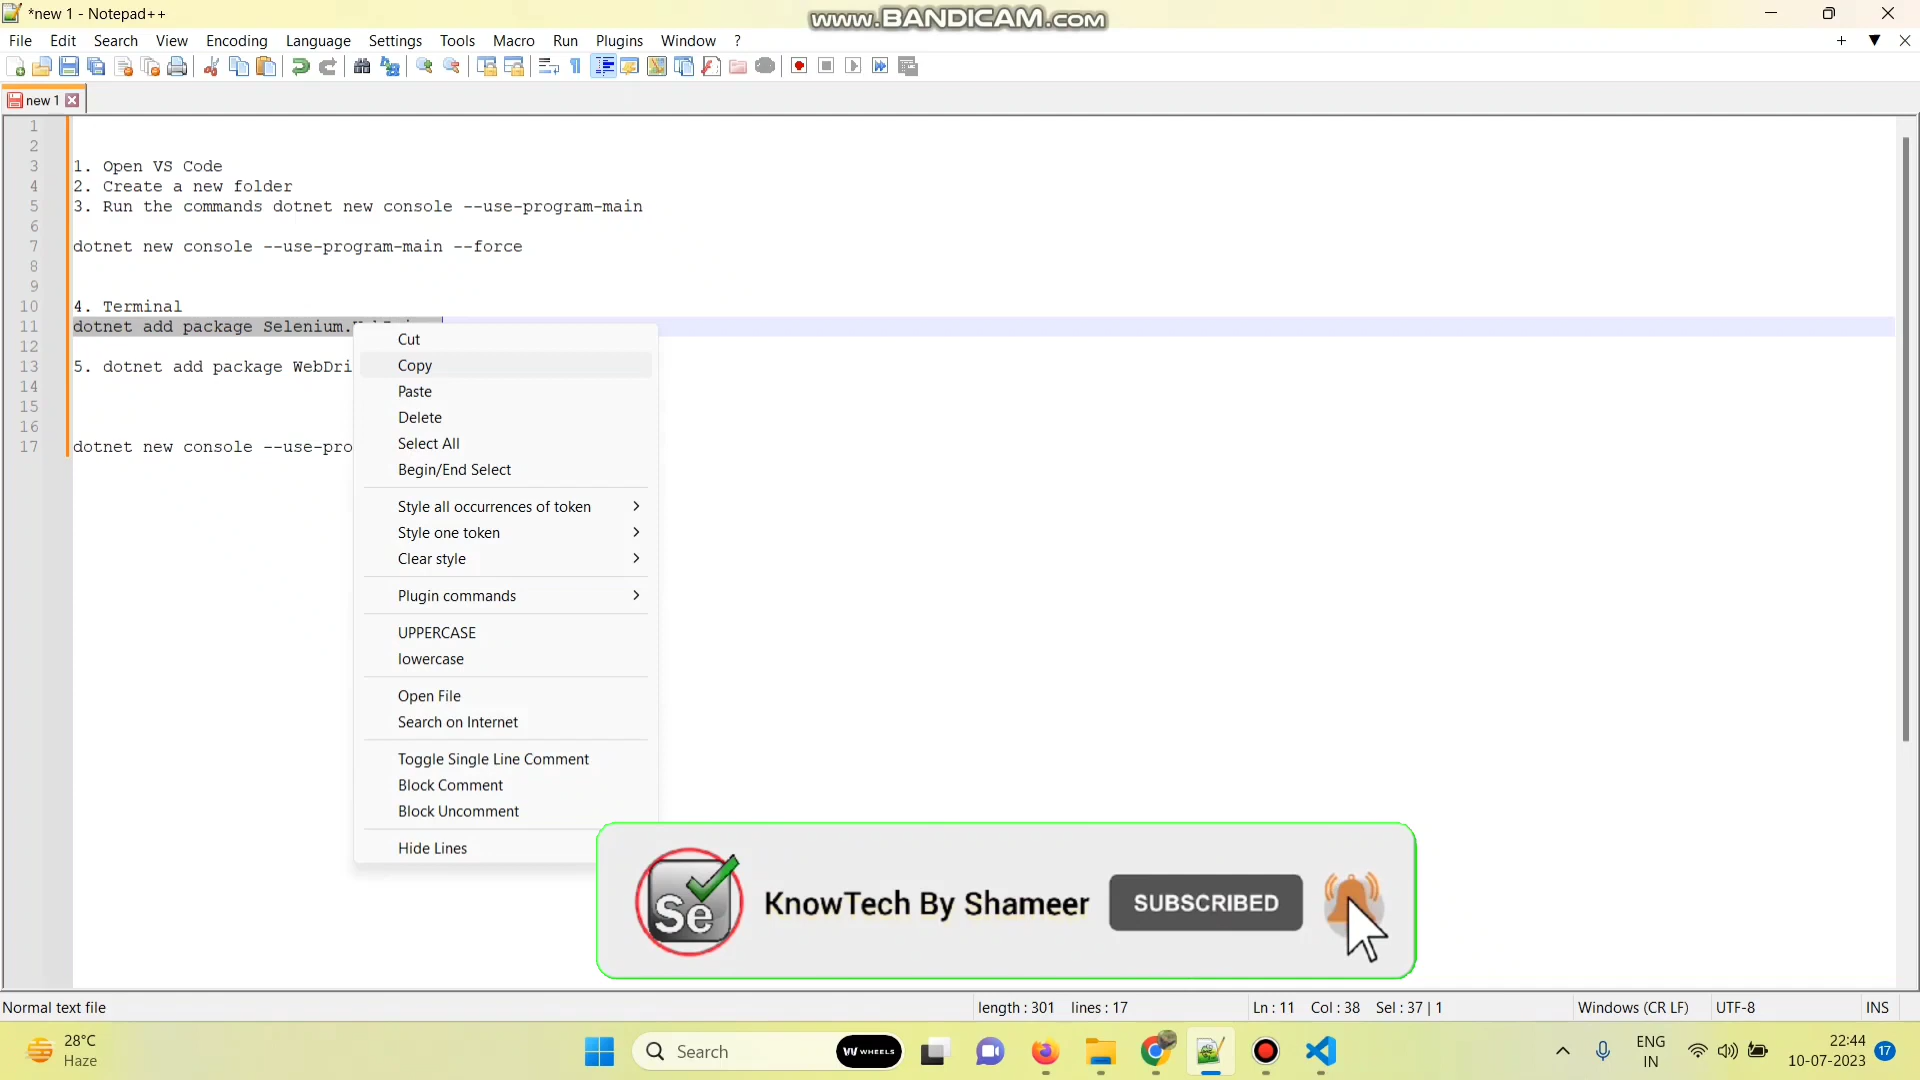 *new 1 - Notepad++
www.BANDICAM.com
File Edit Search View Encoding Language Settings Tools Macro Run Plugins Window ?
new 1
1
2
3 1. Open VS Code
4 2. Create a new folder
5 3. Run the commands dotnet new console --use-program-main
6
7 dotnet new console --use-program-main --force
8
9
10 4. Terminal
11 dotnet add package Selenium.
12
13 5. dotnet add package WebDri
14
15
16
17 dotnet new console --use-pro
Cut
Copy
Paste
Delete
Select All
Begin/End Select
Style all occurrences of token
Style one token
Clear style
Plugin commands
UPPERCASE
lowercase
Open File
Search on Internet
Toggle Single Line Comment
Block Comment
Block Uncomment
Hide Lines
Se KnowTech By Shameer SUBSCRIBED
Normal text file length : 301 lines : 17 Ln : 11 Col : 38 Sel : 37 | 1 Windows (CR LF) UTF-8 INS
28°C
Haze
Search
WHEELS
ENG
IN
22:44
10-07-2023
17